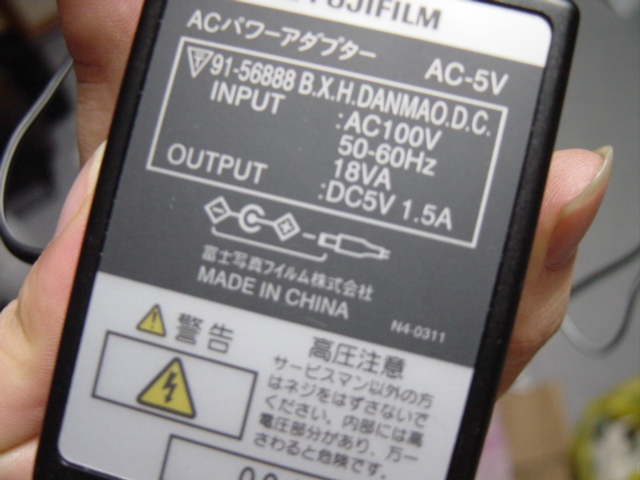 FUJIFILM
ACパワーアダプター AC-5V
91-56888 B.X.H.DANMAO.D.C.
INPUT :AC100V
50-60Hz
18VA
OUTPUT :DC5V 1.5A
富士写真フイルム株式会社
MADE IN CHINA
N4-0311
警告
高圧注意
サービスマン以外の方
はネジをはずさないで
ください。内部には高
電圧部分があり、万一
さわると危険です。